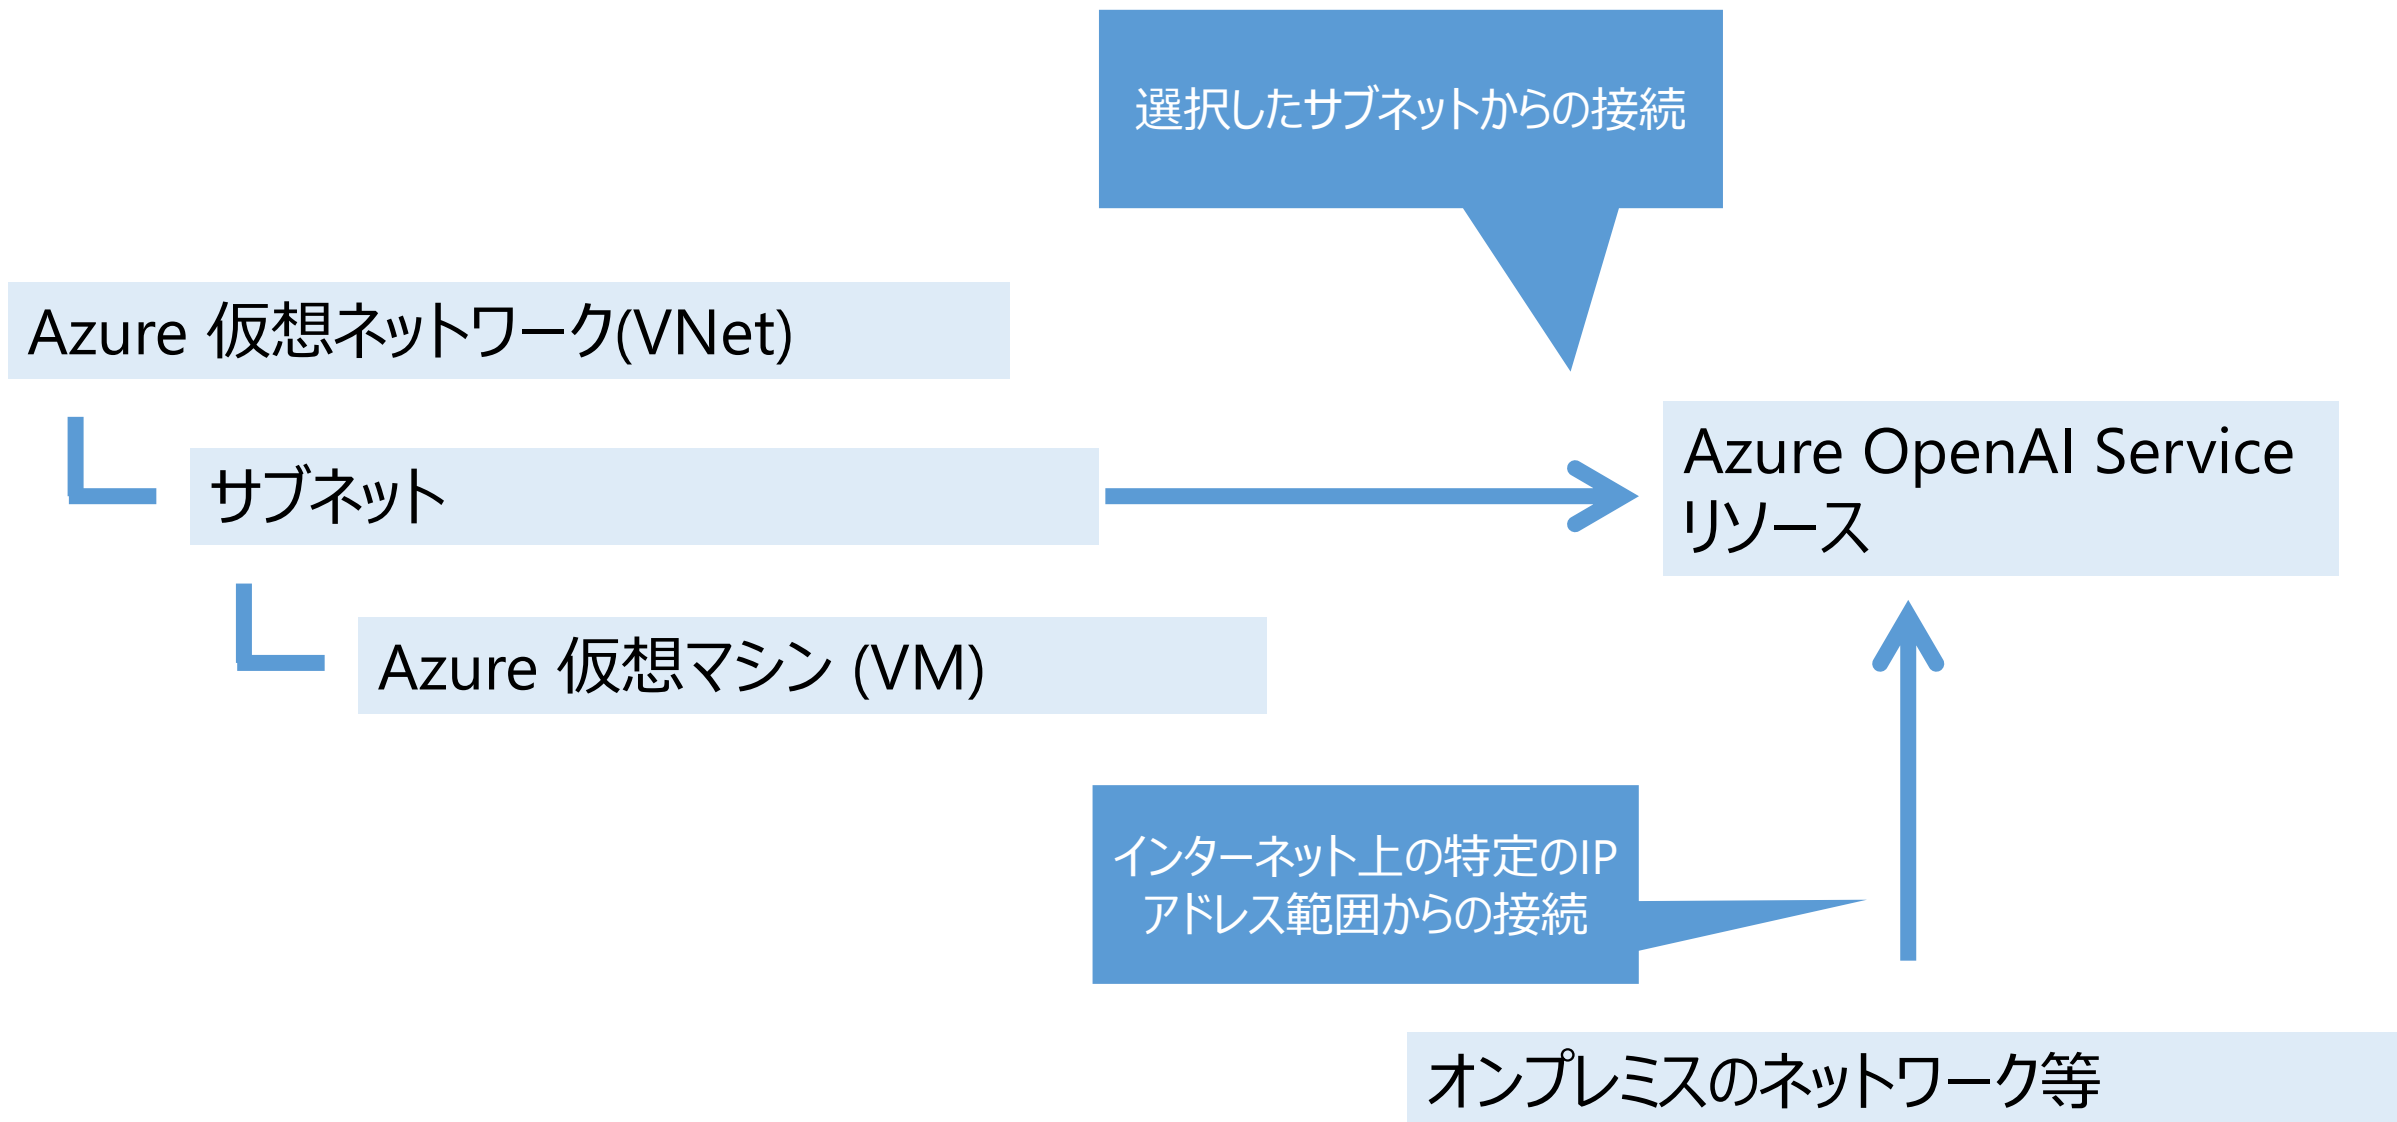 選択したサブネットからの接続
Azure 仮想ネットワーク(VNet)
サブネット
Azure OpenAI Service
リソース
Azure 仮想マシン (VM)
インターネット上の特定のIP
アドレス範囲からの接続
オンプレミスのネットワーク等